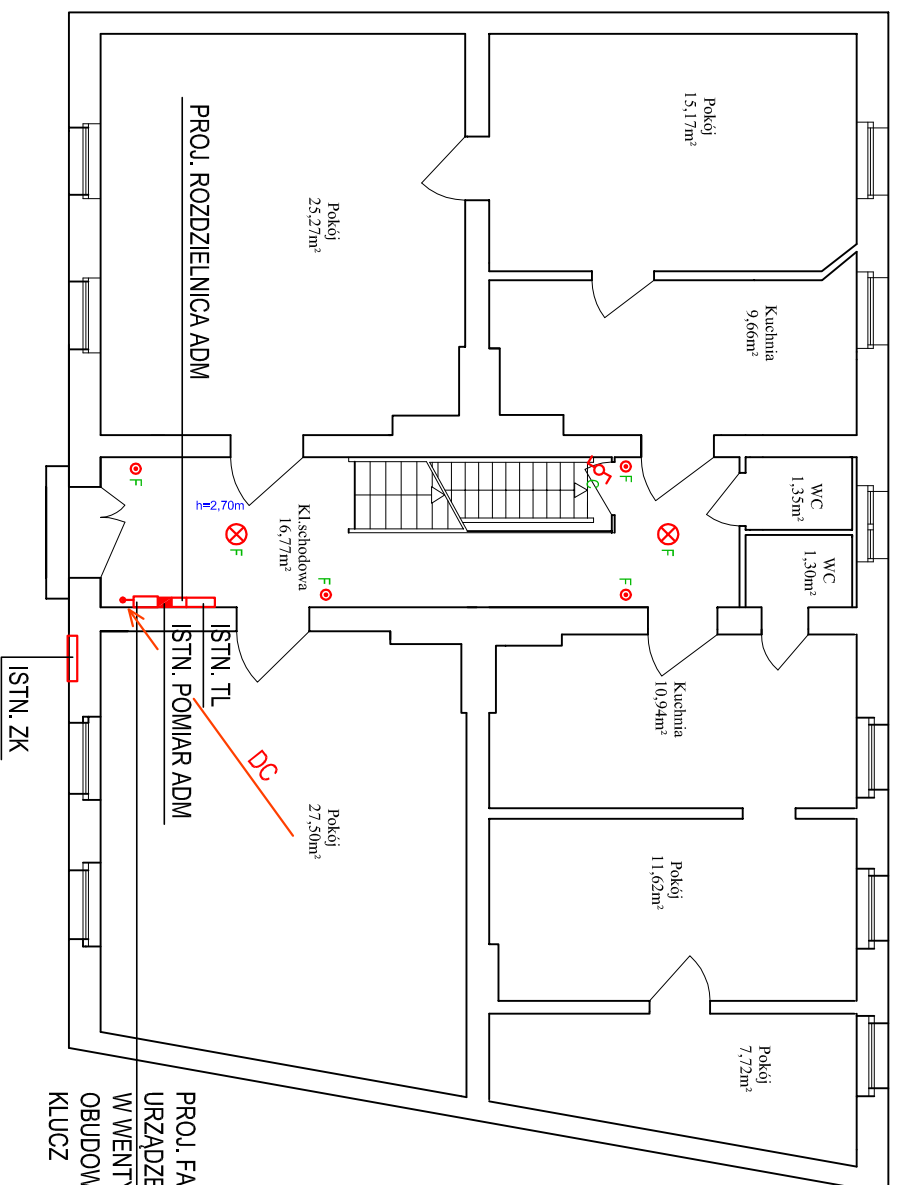 Pokój
15,17m²
Pokój
25,27m²
Kuchnia
9,66m²
PROJ. ROZDZIELNICA ADM
WC
1,35m²
WC
1,30m²
Kl.schodowa
16,77m²
h=2,70m
F
F
F
F
F
F
C
ISTN. TL
ISTN. POMIAR ADM
ISTN. ZK
DC
Kuchnia
10,94m²
Pokój
27,50m²
Pokój
11,62m²
Pokój
7,72m²
PROJ. FA
URZĄDZE
W WENTY
OBUDOW
KLUCZ